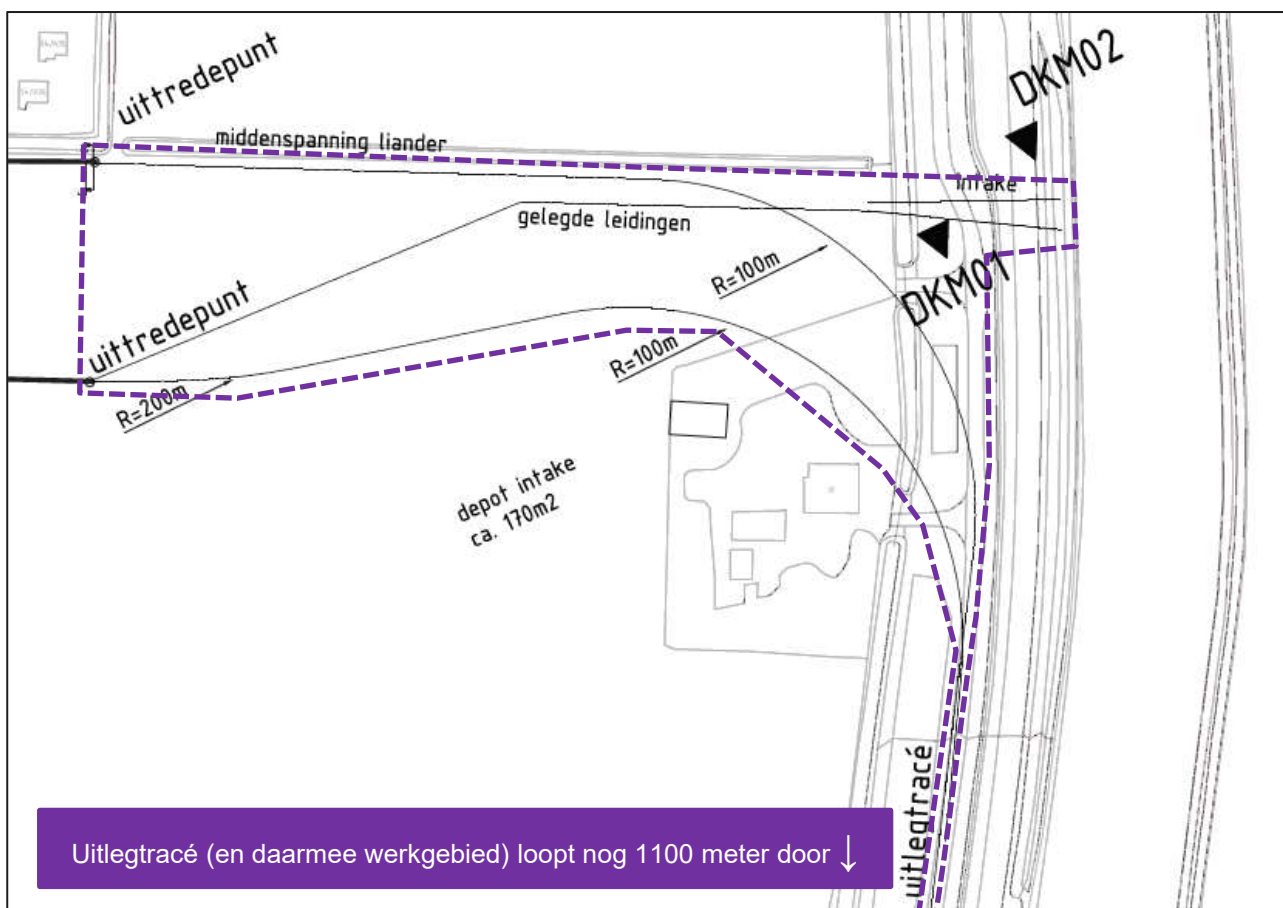 uittredepunt
DKM02
middenspanning liander
intake
gelegde leidingen
DKM01
R=100m
uittredepunt
R=100m
R=200m
depot intake
ca. 170m2
uitlegtracé
Uitlegtracé (en daarmee werkgebied) loopt nog 1100 meter door ↓